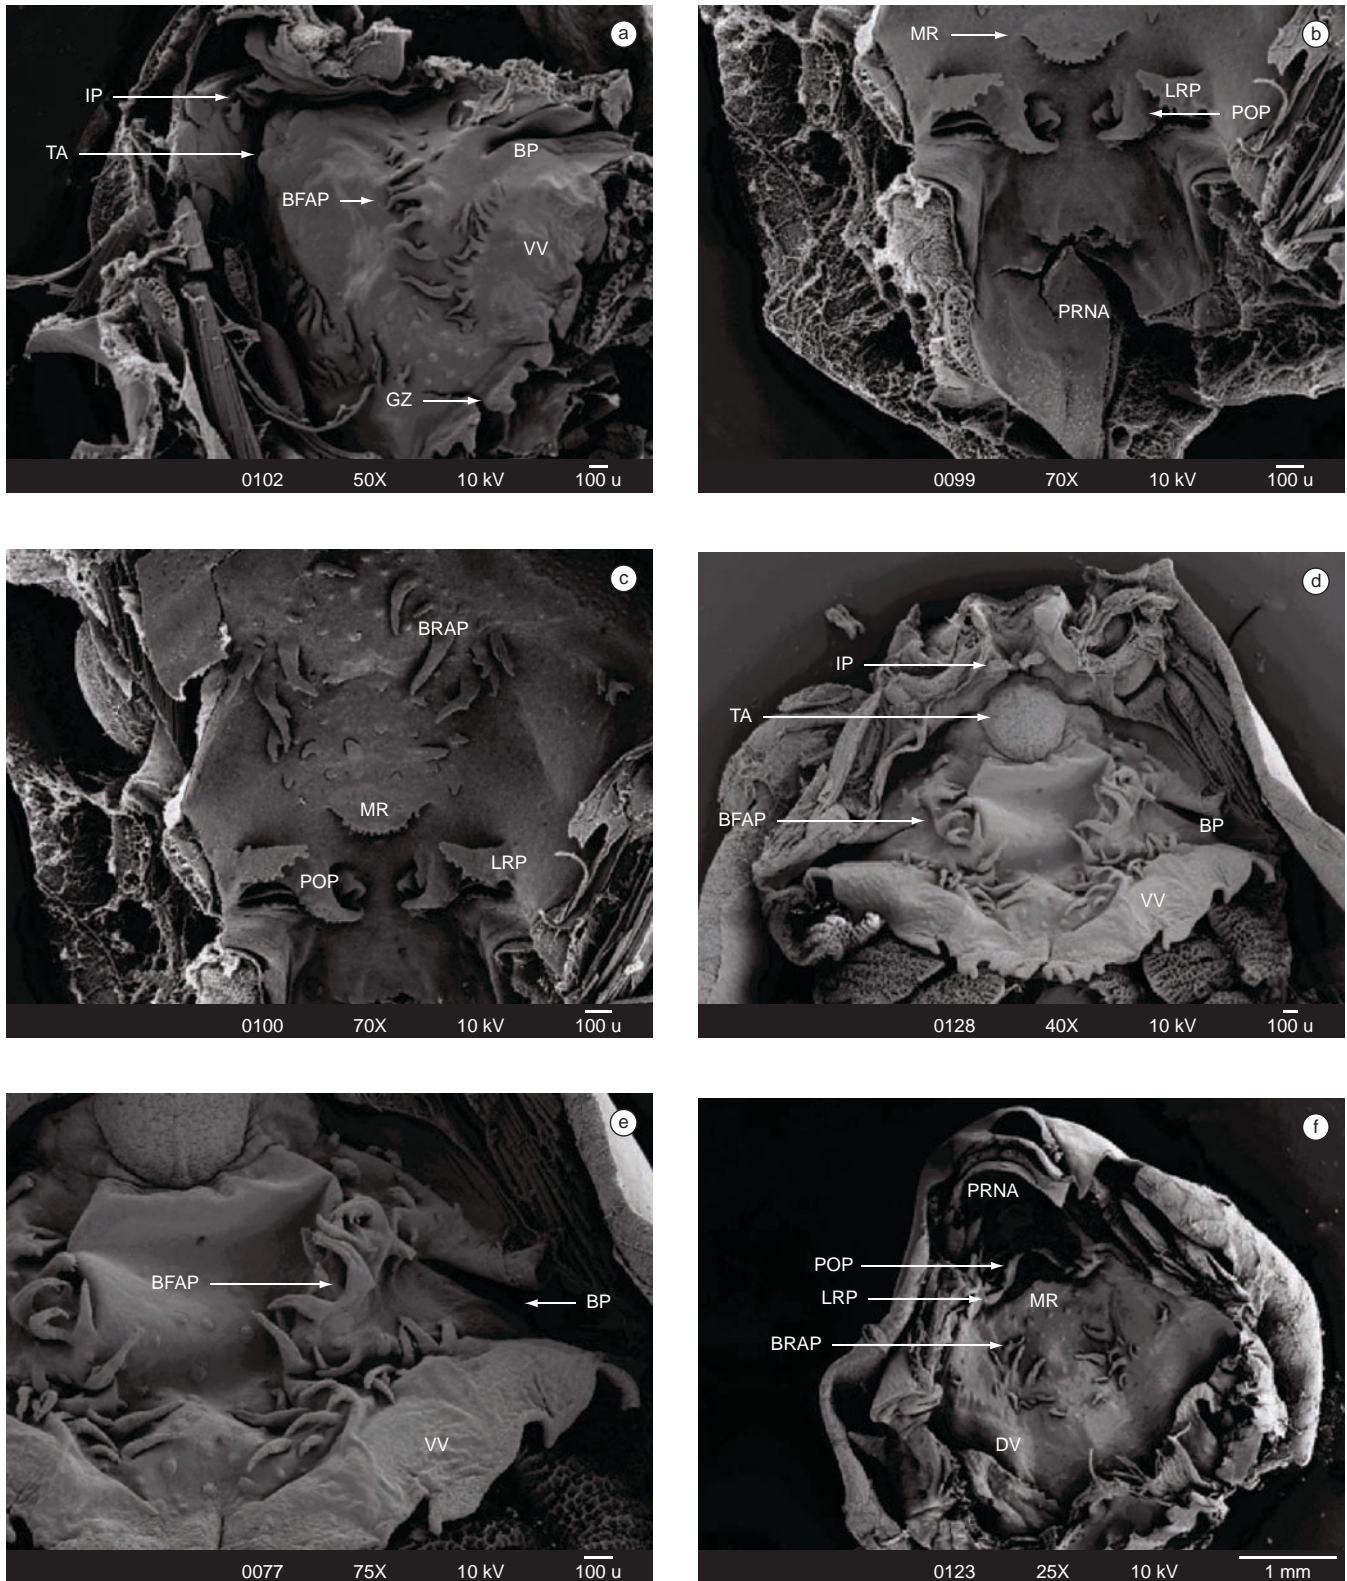 a
IP
TA
BP
BFAP
VV
GZ
0102 50X 10 kV 100 u
b
MR
LRP
POP
PRNA
0099 70X 10 kV 100 u
c
BRAP
MR
LRP
POP
0100 70X 10 kV 100 u
d
IP
TA
BFAP
BP
VV
0128 40X 10 kV 100 u
e
BFAP
BP
VV
0077 75X 10 kV 100 u
f
PRNA
POP
LRP
MR
BRAP
DV
0123 25X 10 kV 1 mm